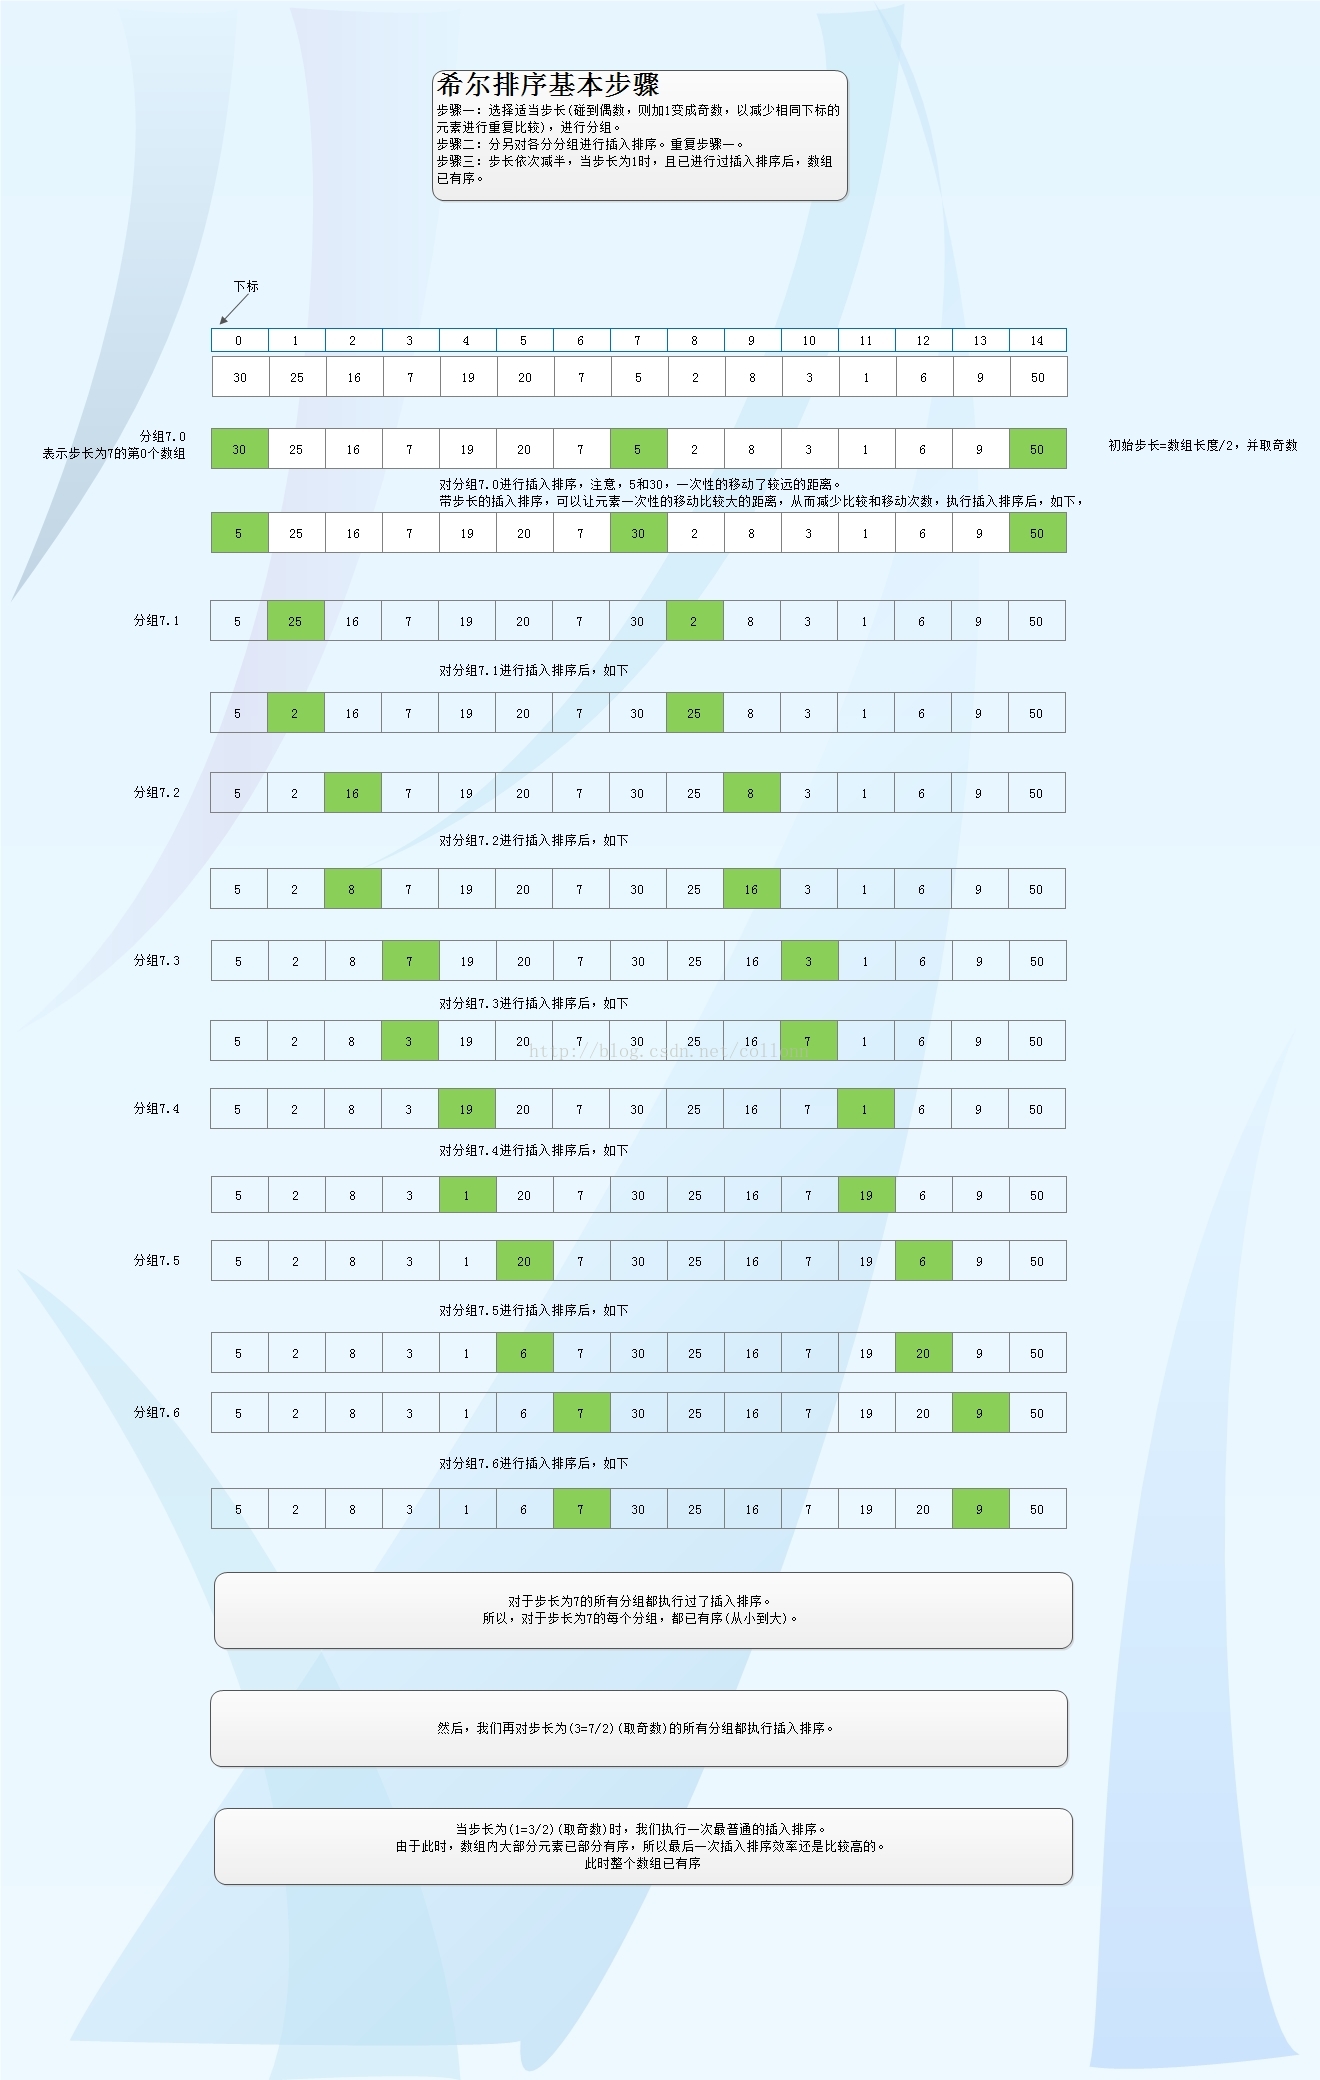 希尔排序基本步骤
步骤一：选择适当步长(碰到偶数，则加1变成奇数，以减少相同下标的
元素进行重复比较)，进行分组。
步骤二：分另对各分分组进行插入排序。重复步骤一。
步骤三：步长依次减半，当步长为1时，且已进行过插入排序后，数组
已有序。
下标
0 1 2 3 4 5 6 7 8 9 10 11 12 13 14
30 25 16 7 19 20 7 5 2 8 3 1 6 9 50
分组7.0
表示步长为7的第0个数组
30 25 16 7 19 20 7 5 2 8 3 1 6 9 50
初始步长=数组长度/2，并取奇数
对分组7.0进行插入排序，注意，5和30，一次性的移动了较远的距离。
带步长的插入排序，可以让元素一次性的移动比较大的距离，从而减少比较和移动次数，执行插入排序后，如下，
5 25 16 7 19 20 7 30 2 8 3 1 6 9 50
分组7.1
5 25 16 7 19 20 7 30 2 8 3 1 6 9 50
对分组7.1进行插入排序后，如下
5 2 16 7 19 20 7 30 25 8 3 1 6 9 50
分组7.2
5 2 16 7 19 20 7 30 25 8 3 1 6 9 50
对分组7.2进行插入排序后，如下
5 2 8 7 19 20 7 30 25 16 3 1 6 9 50
分组7.3
5 2 8 7 19 20 7 30 25 16 3 1 6 9 50
对分组7.3进行插入排序后，如下
5 2 8 3 19 20 7 30 25 16 7 1 6 9 50
分组7.4
5 2 8 3 19 20 7 30 25 16 7 1 6 9 50
对分组7.4进行插入排序后，如下
5 2 8 3 1 20 7 30 25 16 7 19 6 9 50
分组7.5
5 2 8 3 1 20 7 30 25 16 7 19 6 9 50
对分组7.5进行插入排序后，如下
5 2 8 3 1 6 7 30 25 16 7 19 20 9 50
分组7.6
5 2 8 3 1 6 7 30 25 16 7 19 20 9 50
对分组7.6进行插入排序后，如下
5 2 8 3 1 6 7 30 25 16 7 19 20 9 50
对于步长为7的所有分组都执行过了插入排序。
所以，对于步长为7的每个分组，都已有序(从小到大)。
然后，我们再对步长为(3=7/2)(取奇数)的所有分组都执行插入排序。
当步长为(1=3/2)(取奇数)时，我们执行一次最普通的插入排序。
由于此时，数组内大部分元素已部分有序，所以最后一次插入排序效率还是比较高的。
此时整个数组已有序